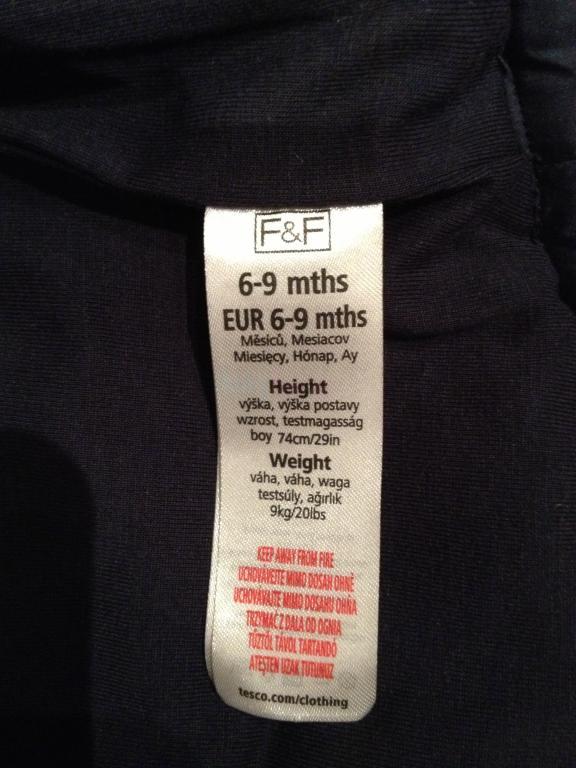 F&F
6-9 mths
EUR 6-9 mths
Měsíců, Mesiacov
Miesięcy, Hónap, Ay
Height
výška, výška postavy
wzrost, testmagasság
boy 74cm/29in
Weight
váha, váha, waga
testsúly, ağırlık
9kg/20lbs
KEEP AWAY FROM FIRE
UCHOVÁVEJTE MIMO DOSAH OHNĚ
UCHOVÁVAJTE MIMO DOSAHU OHŇA
TRZYMAĆ Z DALA OD OGNIA
TŰZTŐL TÁVOL TARTANDÓ
ATEŞTEN UZAK TUTUNUZ
tesco.com/clothing